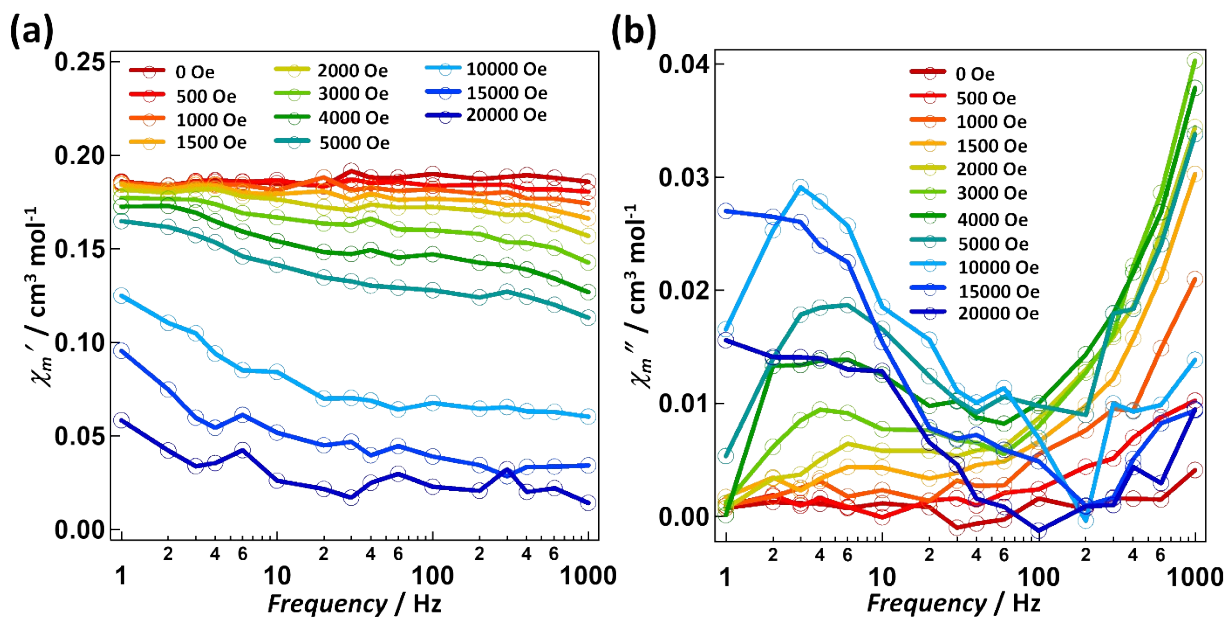 (a)
0.25
0.20
0.15
0.10
0.05
0.00
χm′ / cm³ mol⁻¹
0 Oe
500 Oe
1000 Oe
1500 Oe
2000 Oe
3000 Oe
4000 Oe
5000 Oe
10000 Oe
15000 Oe
20000 Oe
1 2 4 6 10 2 4 6 100 2 4 6 1000
Frequency / Hz
(b)
0.04
0.03
0.02
0.01
0.00
χm″ / cm³ mol⁻¹
0 Oe
500 Oe
1000 Oe
1500 Oe
2000 Oe
3000 Oe
4000 Oe
5000 Oe
10000 Oe
15000 Oe
20000 Oe
1 2 4 6 10 2 4 6 100 2 4 6 1000
Frequency / Hz